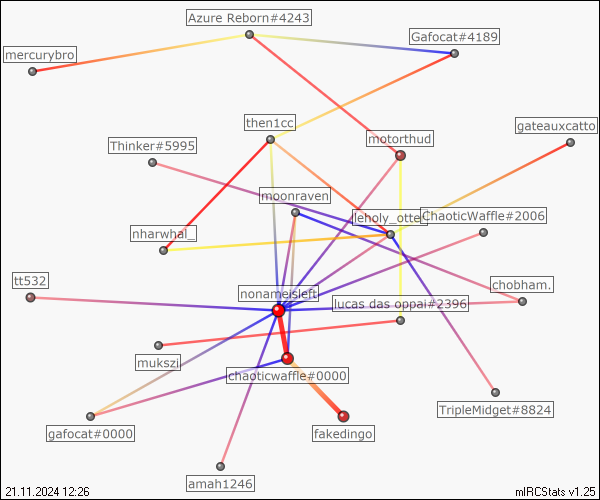 Azure Reborn#4243
Gafocat#4189
mercurybro
then1cc
gateauxcatto
motorthud
Thinker#5995
moonraven
leholy_otte
ChaoticWaffle#2006
nharwhal_
tt532
chobham.
nonameisleft
lucas das oppai#2396
mukszi
chaoticwaffle#0000
TripleMidget#8824
gafocat#0000
fakedingo
amah1246
21.11.2024 12:26
mIRCStats v1.25